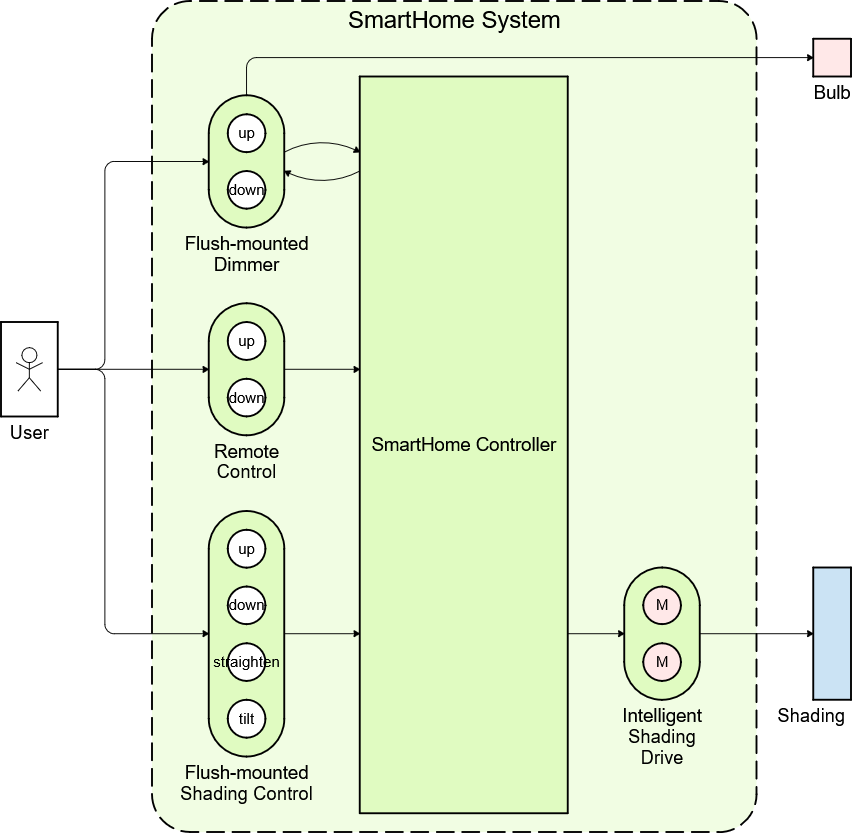 SmartHome System
Bulb
up
down
Flush-mounted
Dimmer
User
up
down
Remote
Control
SmartHome Controller
up
down
straighten
tilt
Flush-mounted
Shading Control
M
M
Intelligent
Shading
Drive
Shading